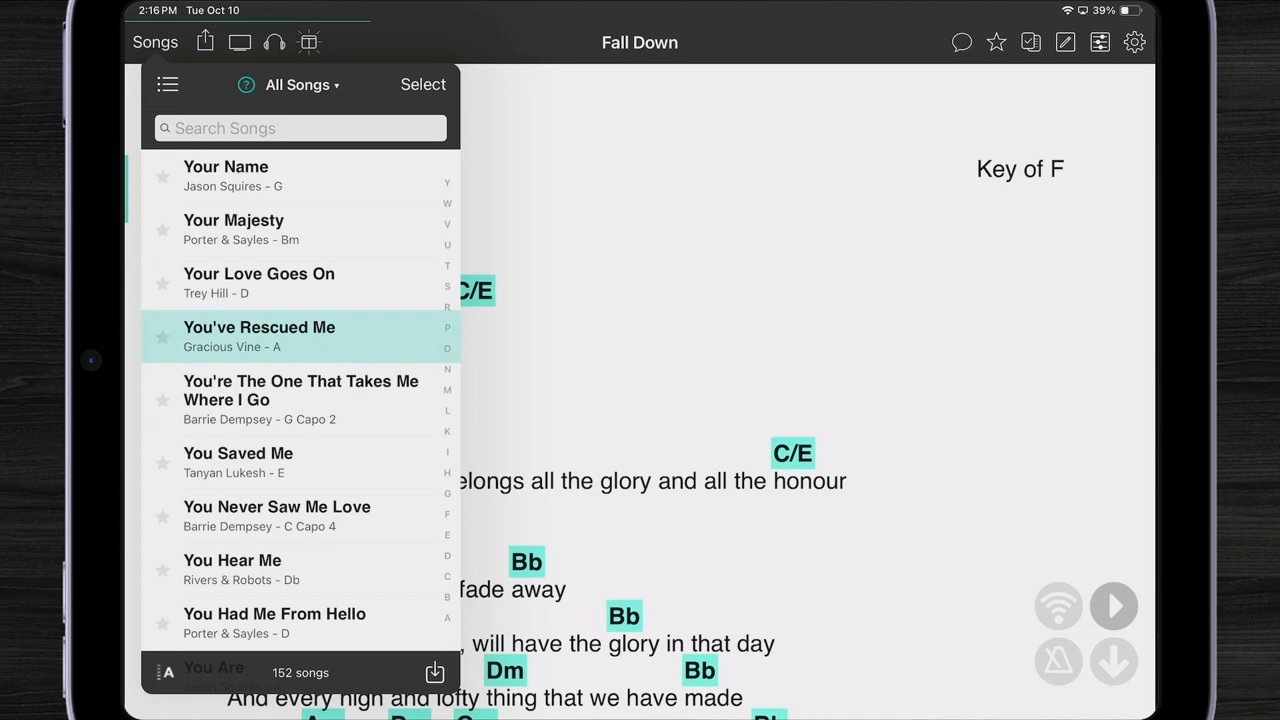 2:16 PM Tue Oct 10
39%
Songs
Fall Down
All Songs
Select
Search Songs
Your Name
Jason Squires - G
Your Majesty
Porter & Sayles - Bm
Your Love Goes On
Trey Hill - D
You've Rescued Me
Gracious Vine - A
You're The One That Takes Me
Where I Go
Barrie Dempsey - G Capo 2
You Saved Me
Tanyan Lukesh - E
You Never Saw Me Love
Barrie Dempsey - C Capo 4
You Hear Me
Rivers & Robots - Db
You Had Me From Hello
Porter & Sayles - D
You Are
A
152 songs
Y
W
V
U
T
S
R
P
O
N
M
L
K
I
H
G
F
E
D
C
B
A
Key of F
C/E
C/E
elongs all the glory and all the honour
Bb
fade away
Bb
, will have the glory in that day
Dm Bb
And every high and lofty thing that we have made